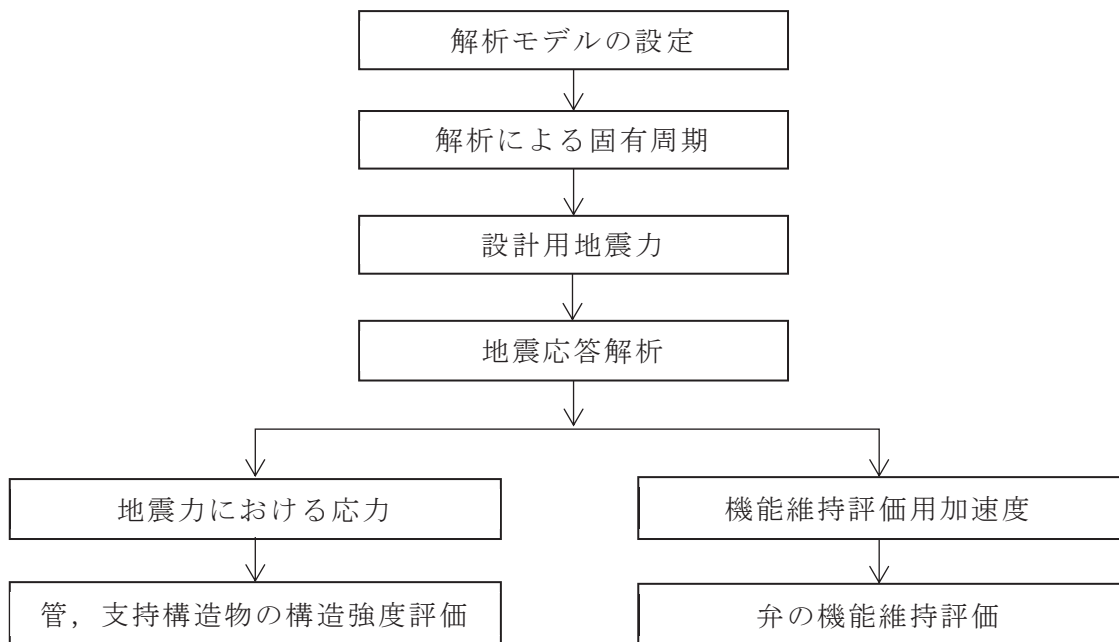 解析モデルの設定
解析による固有周期
設計用地震力
地震応答解析
地震力における応力
機能維持評価用加速度
管，支持構造物の構造強度評価
弁の機能維持評価